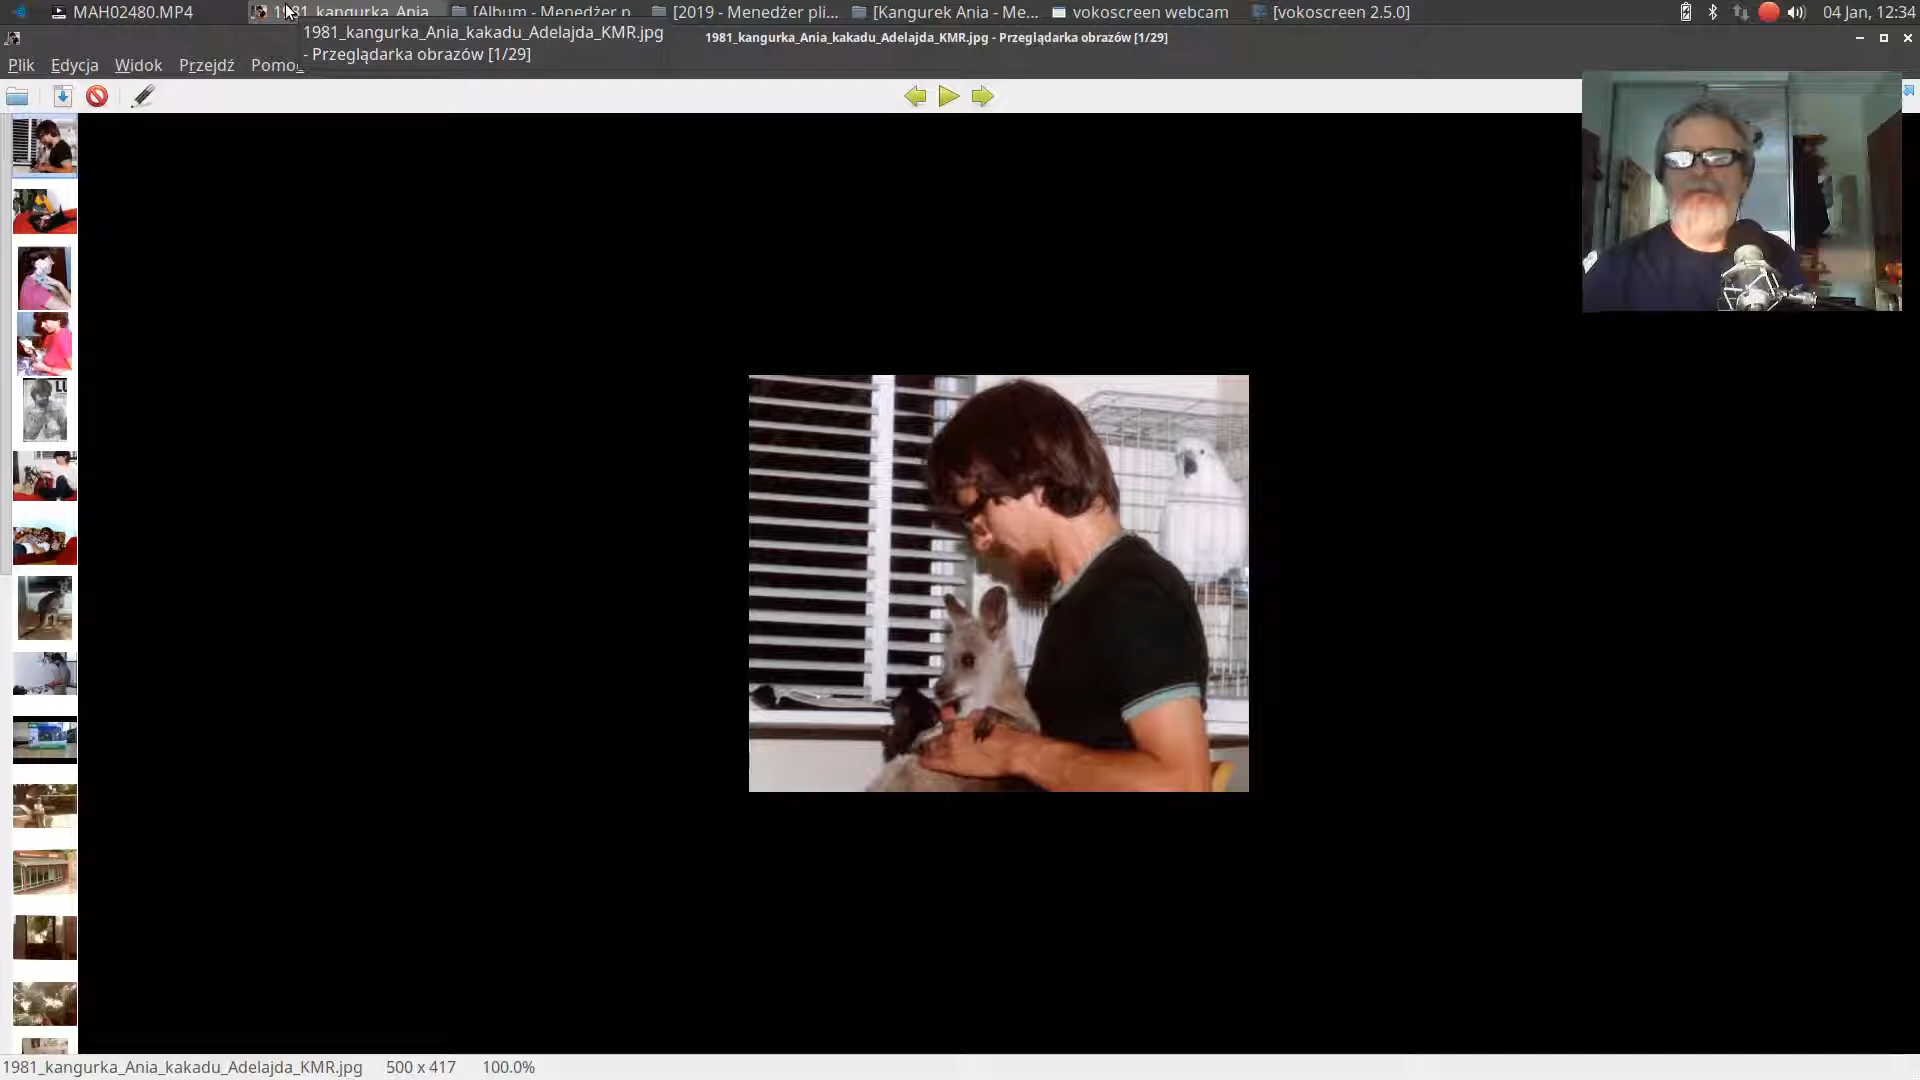 MAH02480.MP4
1981_kangurka_Ania_
[Album - Menedżer p
[2019 - Menedżer pli...
[Kangurek Ania - Me...
vokoscreen webcam
[vokoscreen 2.5.0]
04 Jan, 12:34
1981_kangurka_Ania_kakadu_Adelajda_KMR.jpg
- Przeglądarka obrazów [1/29]
1981_kangurka_Ania_kakadu_Adelajda_KMR.jpg - Przeglądarka obrazów [1/29]
Plik Edycja Widok Przejdź Pomoc
1981_kangurka_Ania_kakadu_Adelajda_KMR.jpg 500 x 417 100.0%